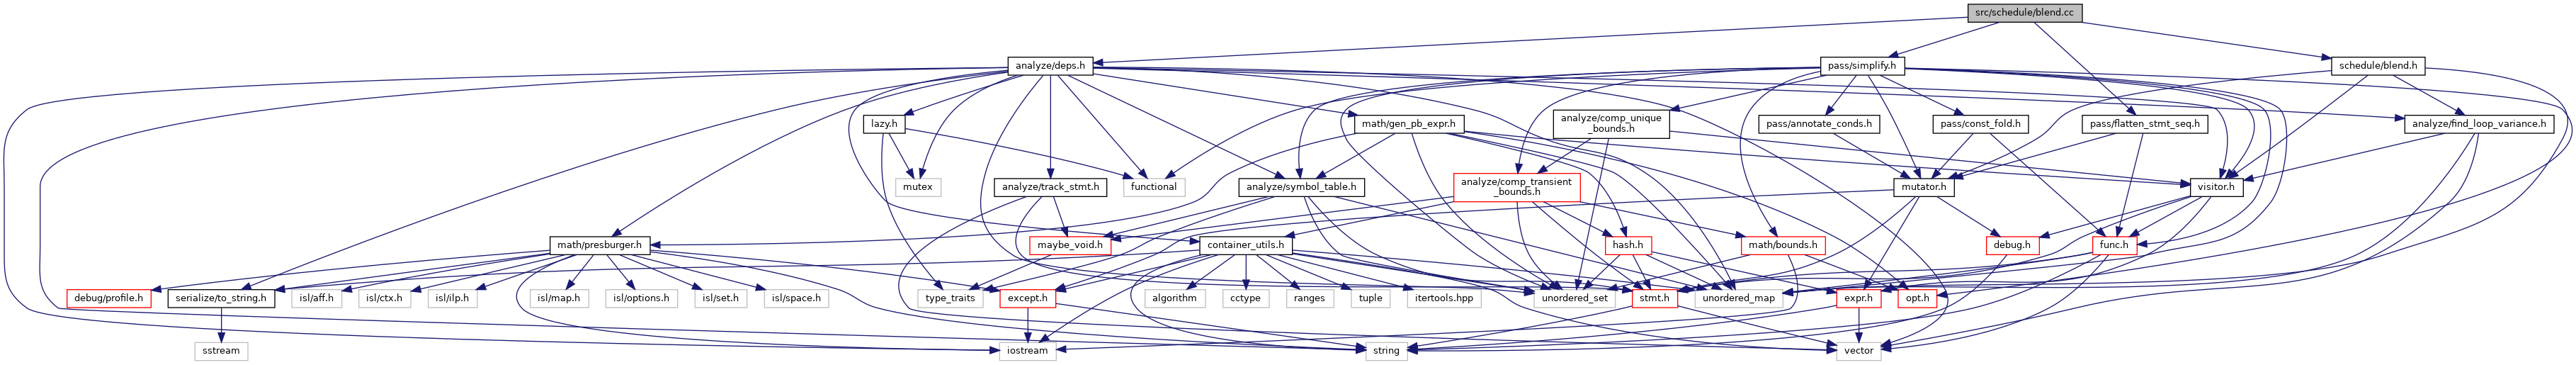 src/schedule/blend.cc
analyze/deps.h
pass/simplify.h
schedule/blend.h
lazy.h
math/gen_pb_expr.h
analyze/comp_unique
_bounds.h
pass/annotate_conds.h
pass/const_fold.h
pass/flatten_stmt_seq.h
analyze/find_loop_variance.h
mutex
analyze/track_stmt.h
functional
analyze/symbol_table.h
analyze/comp_transient
_bounds.h
mutator.h
visitor.h
math/presburger.h
maybe_void.h
container_utils.h
hash.h
math/bounds.h
debug.h
func.h
debug/profile.h
serialize/to_string.h
isl/aff.h
isl/ctx.h
isl/ilp.h
isl/map.h
isl/options.h
isl/set.h
isl/space.h
type_traits
except.h
algorithm
cctype
ranges
tuple
itertools.hpp
unordered_set
stmt.h
unordered_map
expr.h
opt.h
sstream
iostream
string
vector